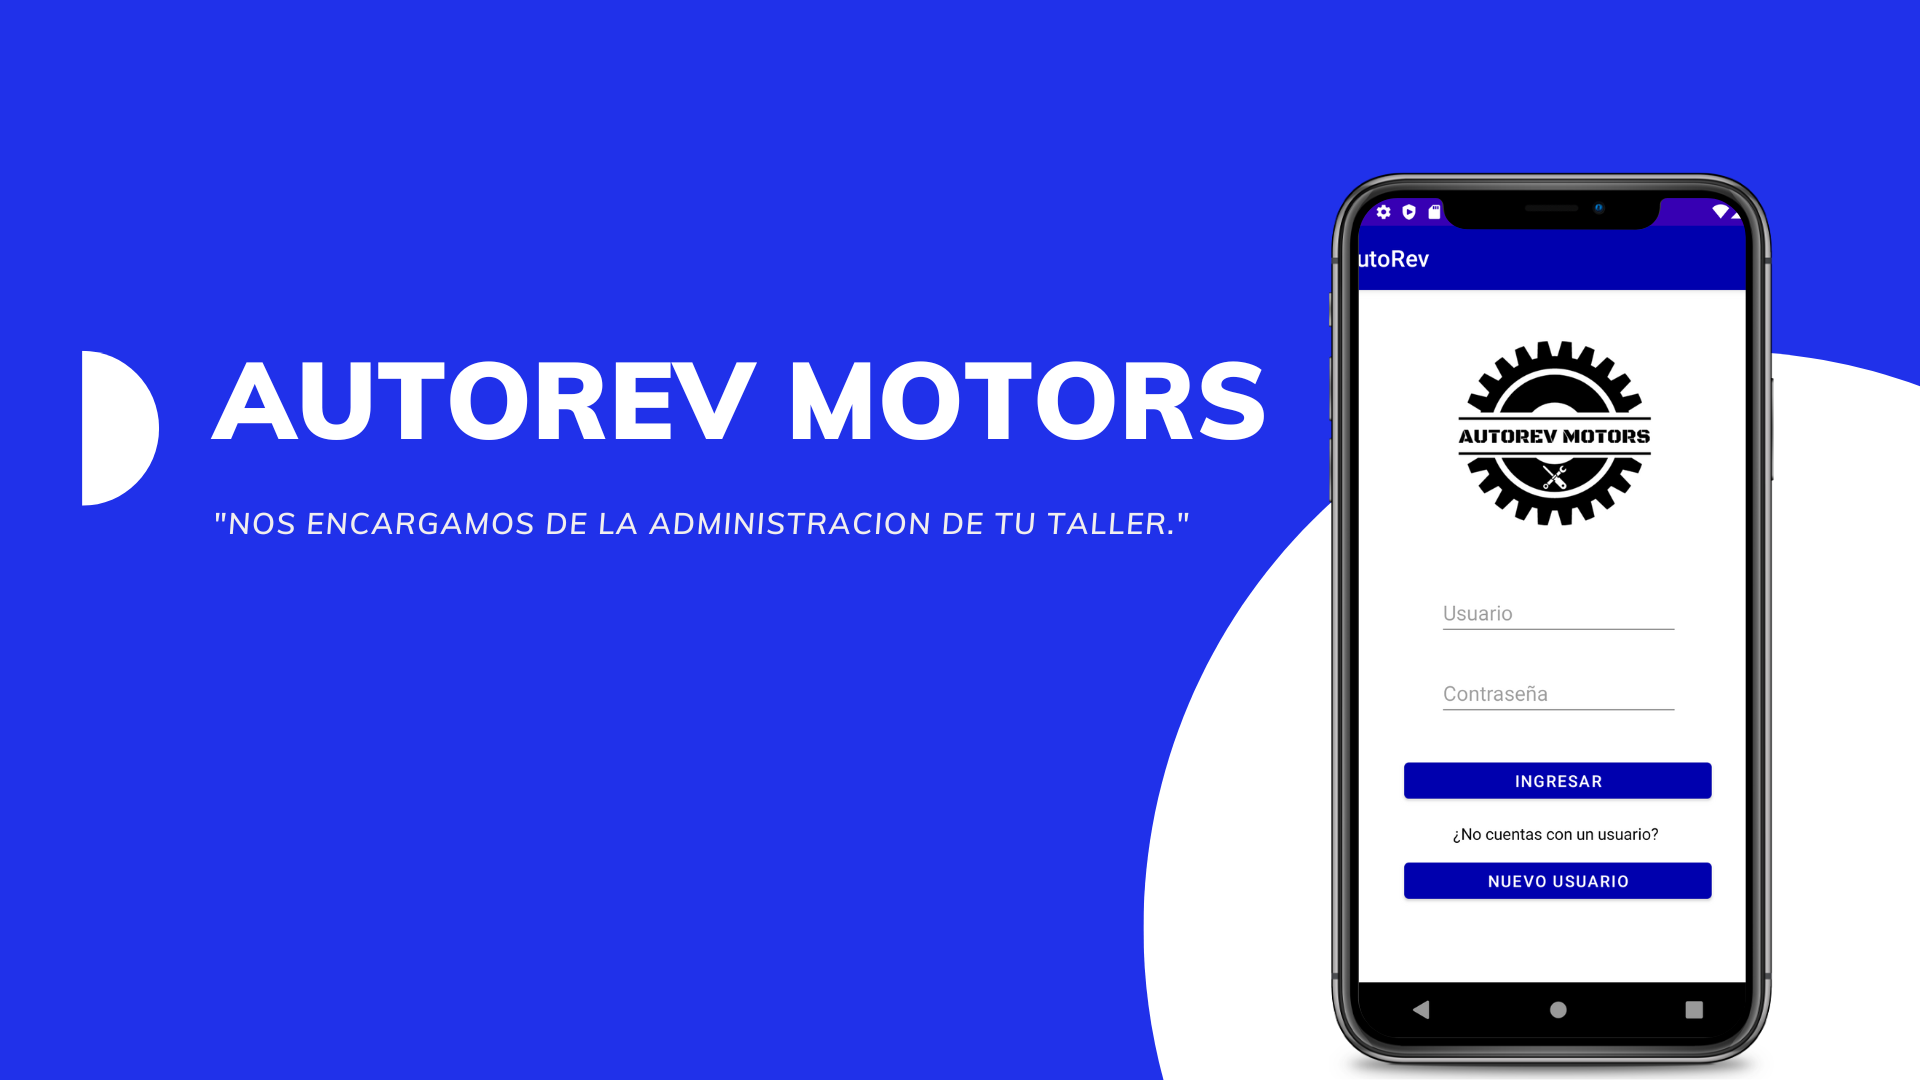 AUTOREV MOTORS
"NOS ENCARGAMOS DE LA ADMINISTRACION DE TU TALLER."
utoRev
AUTOREV MOTORS
Usuario
Contraseña
INGRESAR
¿No cuentas con un usuario?
NUEVO USUARIO